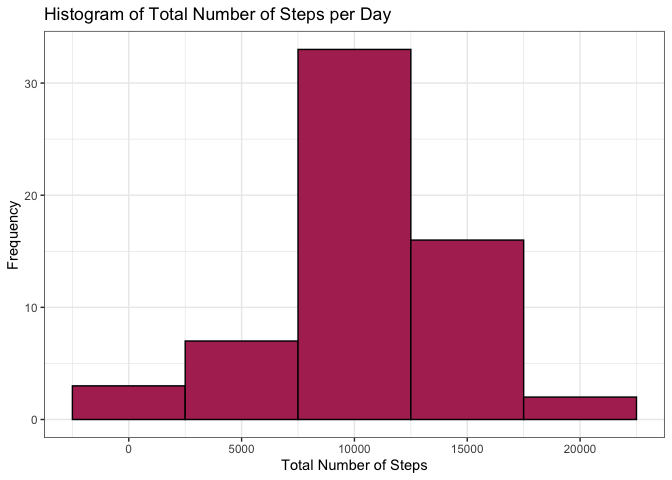 Histogram of Total Number of Steps per Day
Frequency
30
20
10
0
0 5000 10000 15000 20000
Total Number of Steps